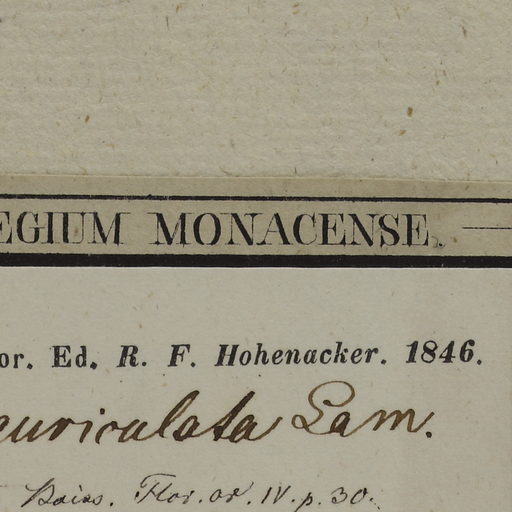 EGIUM MONACENSE.
or. Ed. R. F. Hohenacker. 1846.
auriculata Lam.
Boiss. Flor. or. IV. p. 30.